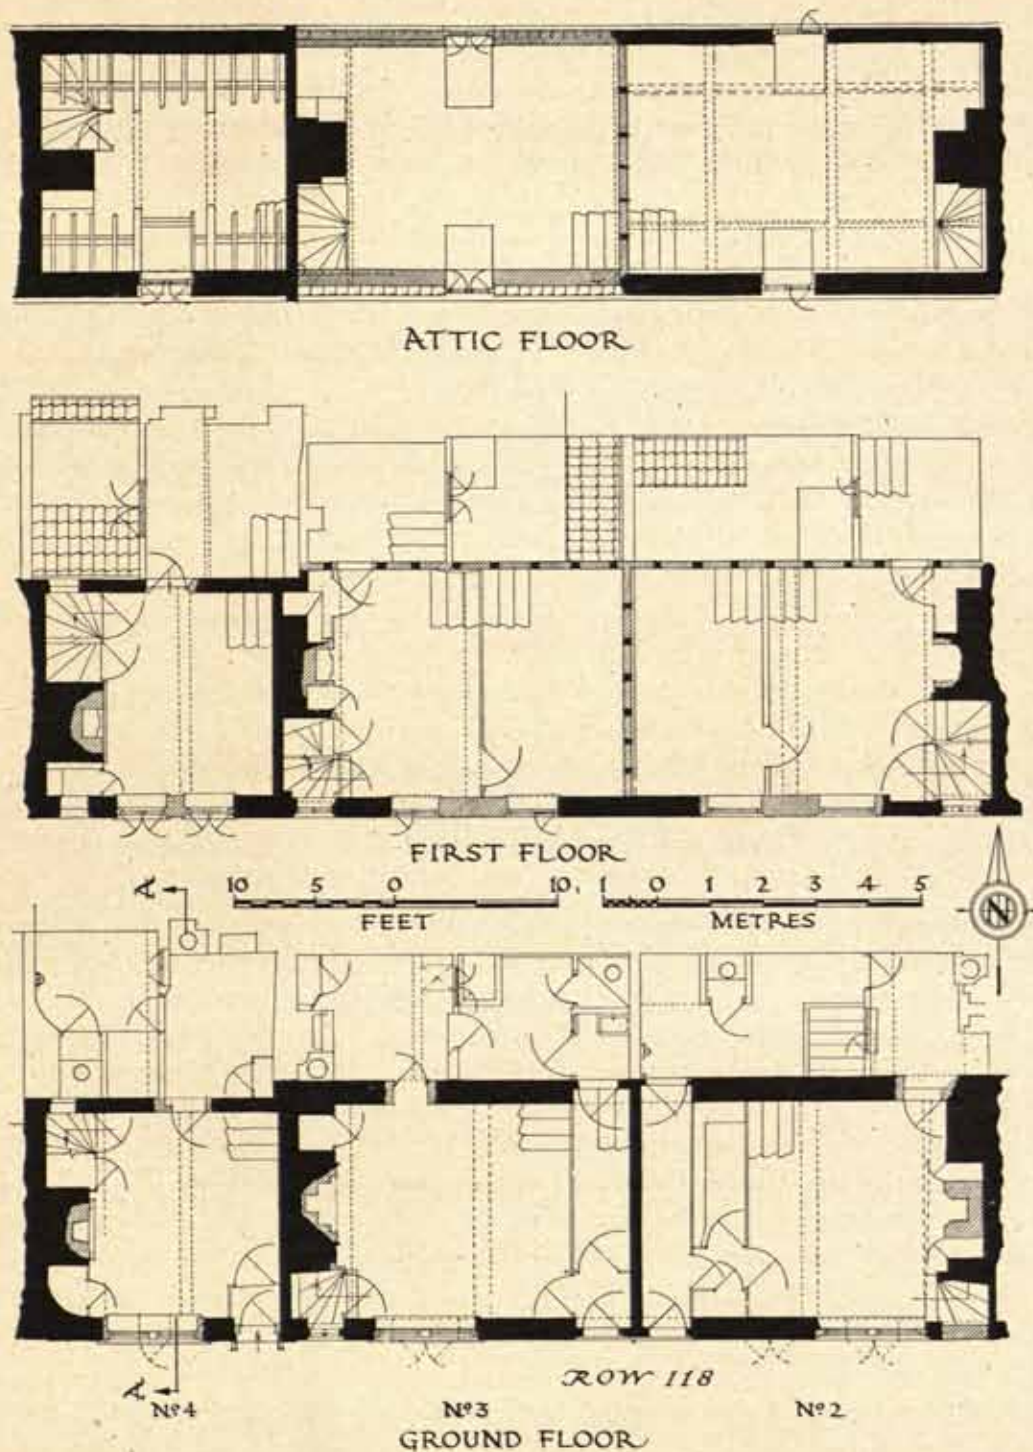 ATTIC FLOOR
FIRST FLOOR
A
10 5 0 10
FEET
1 0 1 2 3 4 5
METRES
N
A
ROW 118
Nº4
Nº3
Nº2
GROUND FLOOR